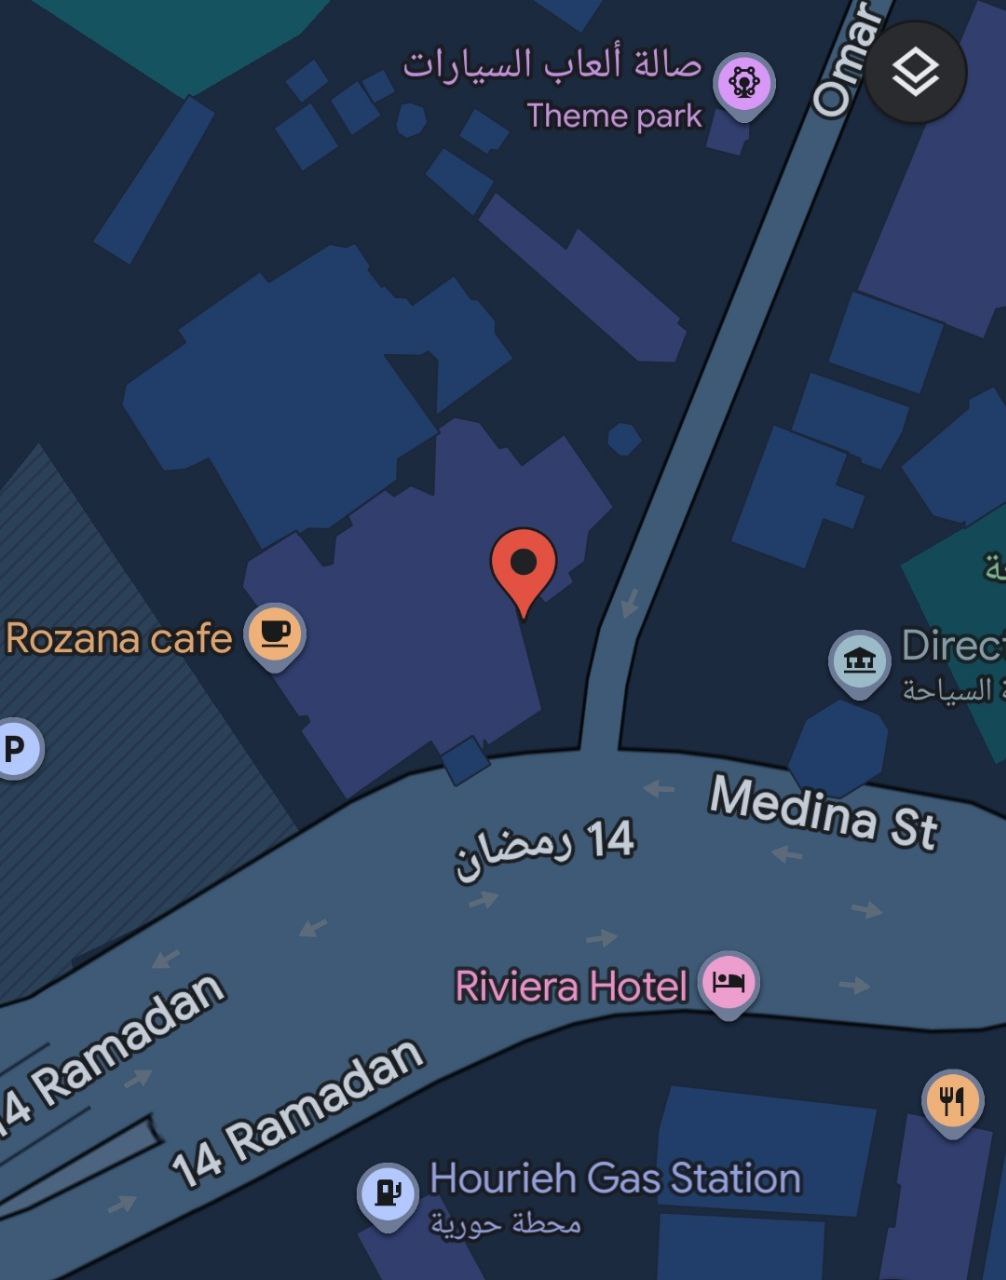 صالة ألعاب السيارات
Theme park
Omar
Rozana cafe
P
Direct
السياحة
Medina St
14 رمضان
Riviera Hotel
14 Ramadan
14 Ramadan
Hourieh Gas Station
محطة حورية